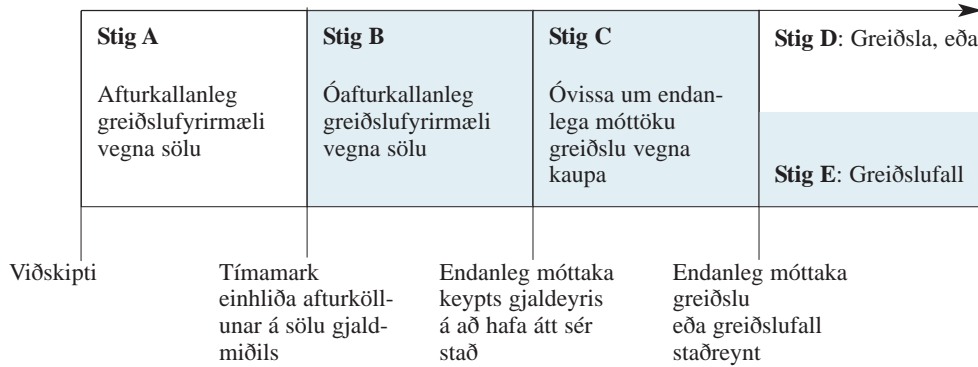 Stig A
Afturkallanleg
greiðslufyrirmæli
vegna sölu
Stig B
Óafturkallanleg
greiðslufyrirmæli
vegna sölu
Stig C
Óvissa um endan-
lega móttöku
greiðslu vegna
kaupa
Stig D: Greiðsla, eða
Stig E: Greiðslufall
Viðskipti
Tímamark
einhliða afturköll-
unar á sölu gjald-
miðils
Endanleg móttaka
keypts gjaldeyris
á að hafa átt sér
stað
Endanleg móttaka
greiðslu
eða greiðslufall
staðreynt